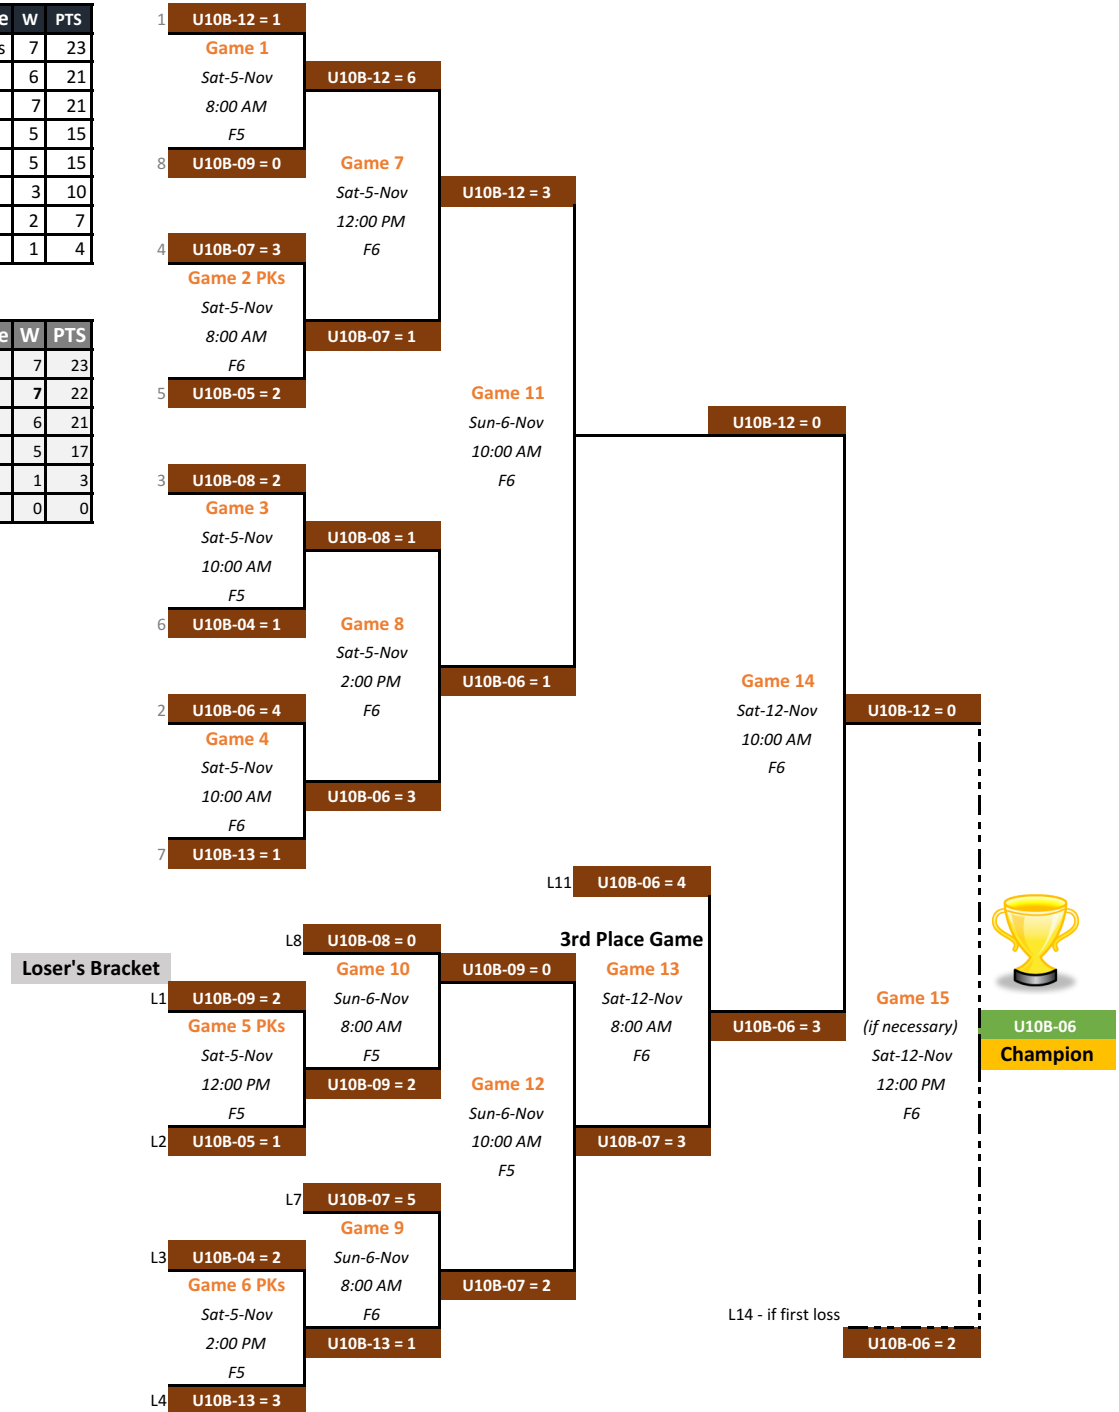 e W PTS
s 7 23
6 21
7 21
5 15
5 15
3 10
2 7
1 4
e W PTS
7 23
7 22
6 21
5 17
1 3
0 0
1 U10B-12 = 1
Game 1
Sat-5-Nov
8:00 AM
F5
8 U10B-09 = 0
4 U10B-07 = 3
Game 2 PKs
Sat-5-Nov
8:00 AM
F6
5 U10B-05 = 2
3 U10B-08 = 2
Game 3
Sat-5-Nov
10:00 AM
F5
6 U10B-04 = 1
2 U10B-06 = 4
Game 4
Sat-5-Nov
10:00 AM
F6
7 U10B-13 = 1
U10B-12 = 6
Game 7
Sat-5-Nov
12:00 PM
F6
U10B-07 = 1
U10B-08 = 1
Game 8
Sat-5-Nov
2:00 PM
F6
U10B-06 = 3
U10B-12 = 3
Game 11
Sun-6-Nov
10:00 AM
F6
U10B-06 = 1
U10B-12 = 0
Game 14
Sat-12-Nov
10:00 AM
F6
U10B-06 = 3
Loser's Bracket
L1 U10B-09 = 2
Game 5 PKs
Sat-5-Nov
12:00 PM
F5
L2 U10B-05 = 1
L3 U10B-04 = 2
Game 6 PKs
Sat-5-Nov
2:00 PM
F5
L4 U10B-13 = 3
L8 U10B-08 = 0
Game 10
Sun-6-Nov
8:00 AM
F5
U10B-09 = 2
L7 U10B-07 = 5
Game 9
Sun-6-Nov
8:00 AM
F6
U10B-13 = 1
U10B-09 = 0
Game 12
Sun-6-Nov
10:00 AM
F5
U10B-07 = 2
L11 U10B-06 = 4
3rd Place Game
Game 13
Sat-12-Nov
8:00 AM
F6
U10B-07 = 3
U10B-12 = 0
Game 15
(if necessary)
Sat-12-Nov
12:00 PM
F6
L14 - if first loss
U10B-06 = 2
U10B-06
Champion